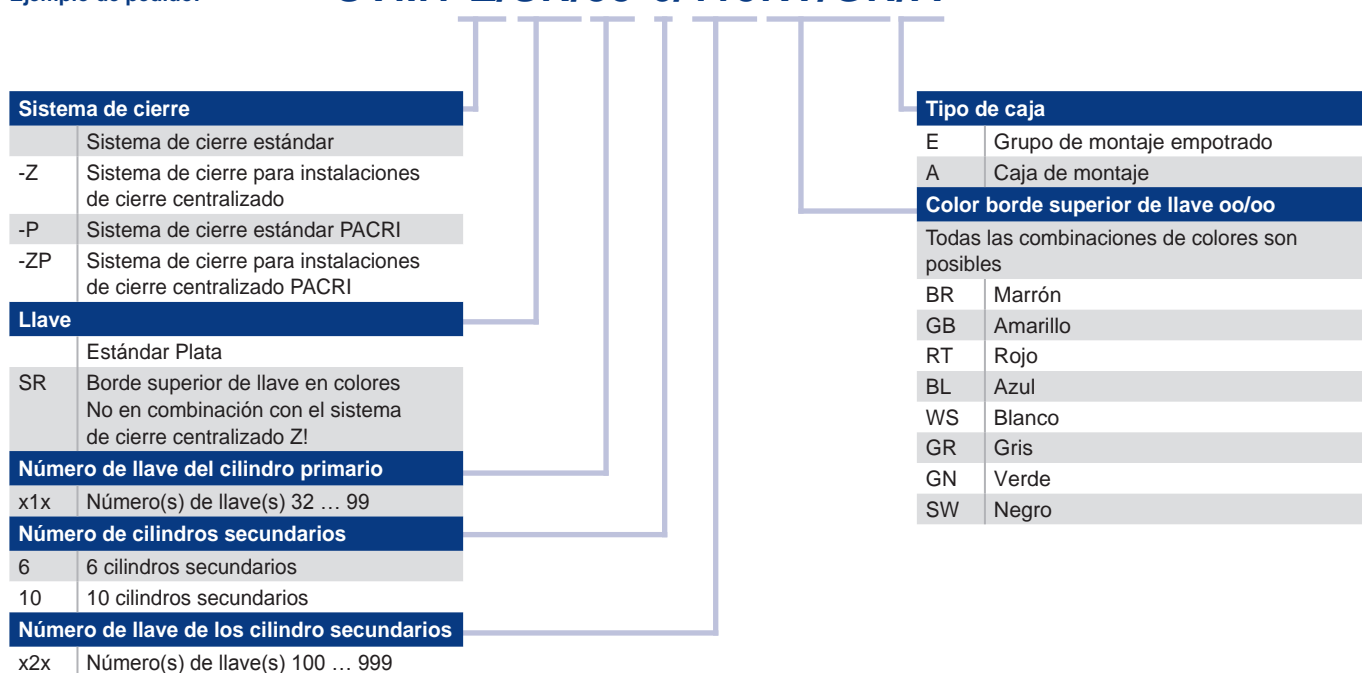 Ejemplo de pedido:
Sistema de cierre
Sistema de cierre estándar
-Z Sistema de cierre para instalaciones
de cierre centralizado
-P Sistema de cierre estándar PACRI
-ZP Sistema de cierre para instalaciones
de cierre centralizado PACRI
Llave
Estándar Plata
SR Borde superior de llave en colores
No en combinación con el sistema
de cierre centralizado Z!
Número de llave del cilindro primario
x1x Número(s) de llave(s) 32 … 99
Número de cilindros secundarios
6 6 cilindros secundarios
10 10 cilindros secundarios
Número de llave de los cilindro secundarios
x2x Número(s) de llave(s) 100 … 999
Tipo de caja
E Grupo de montaje empotrado
A Caja de montaje
Color borde superior de llave oo/oo
Todas las combinaciones de colores son
posibles
BR Marrón
GB Amarillo
RT Rojo
BL Azul
WS Blanco
GR Gris
GN Verde
SW Negro